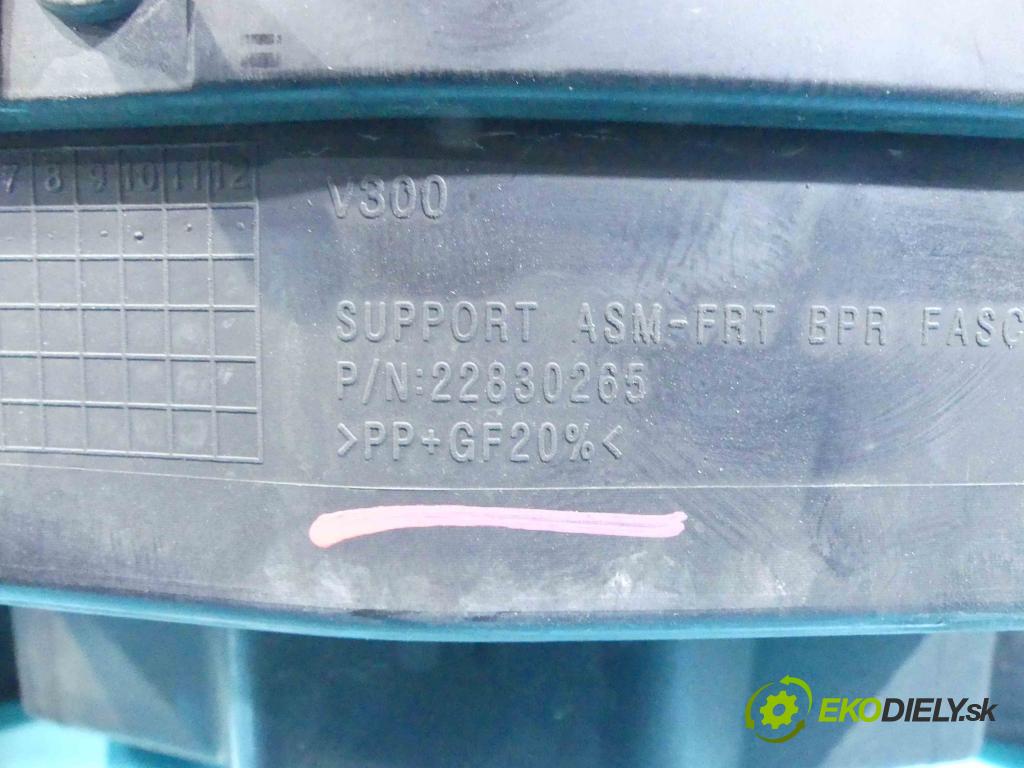 7 8 9 10 11 12
V300
SUPPORT ASM-FRT BPR FASC
P/N:22830265
>PP+GF20%<
EKODIELY.sk